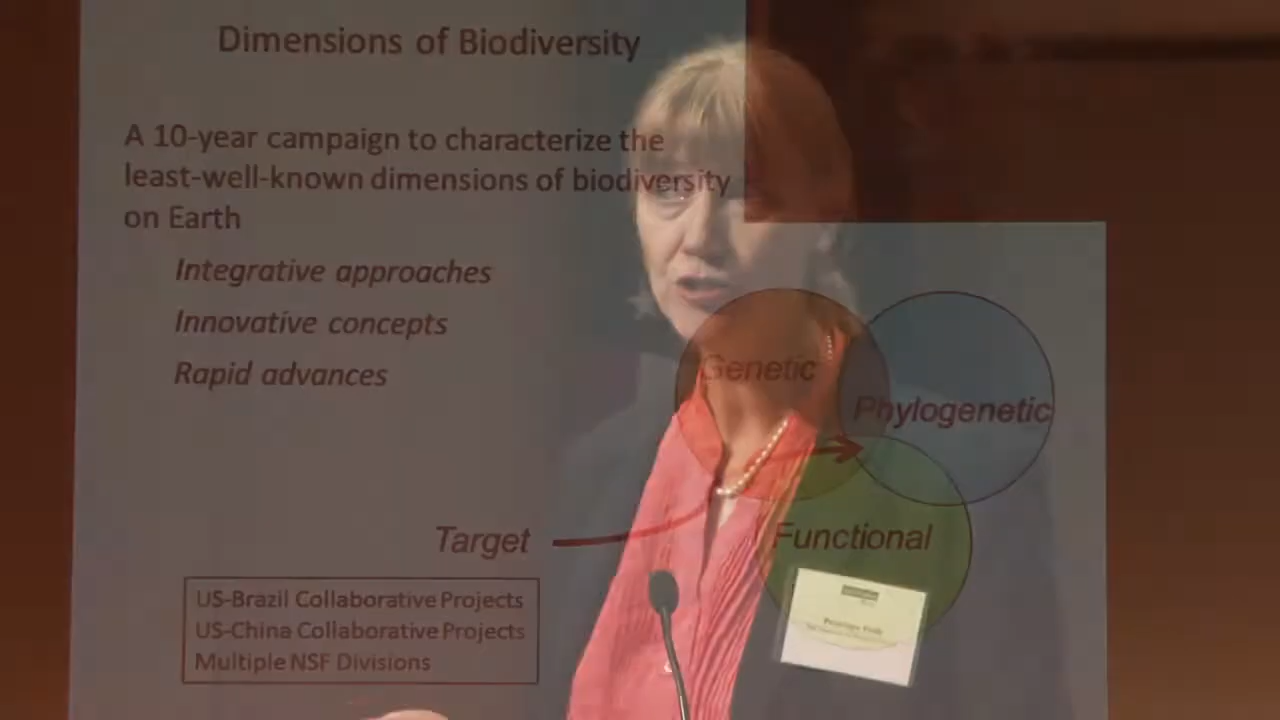 Dimensions of Biodiversity
A 10-year campaign to characterize the
least-well-known dimensions of biodiversity
on Earth
Integrative approaches
Innovative concepts
Rapid advances
Genetic
Phylogenetic
Target
Functional
US-Brazil Collaborative Projects
US-China Collaborative Projects
Multiple NSF Divisions